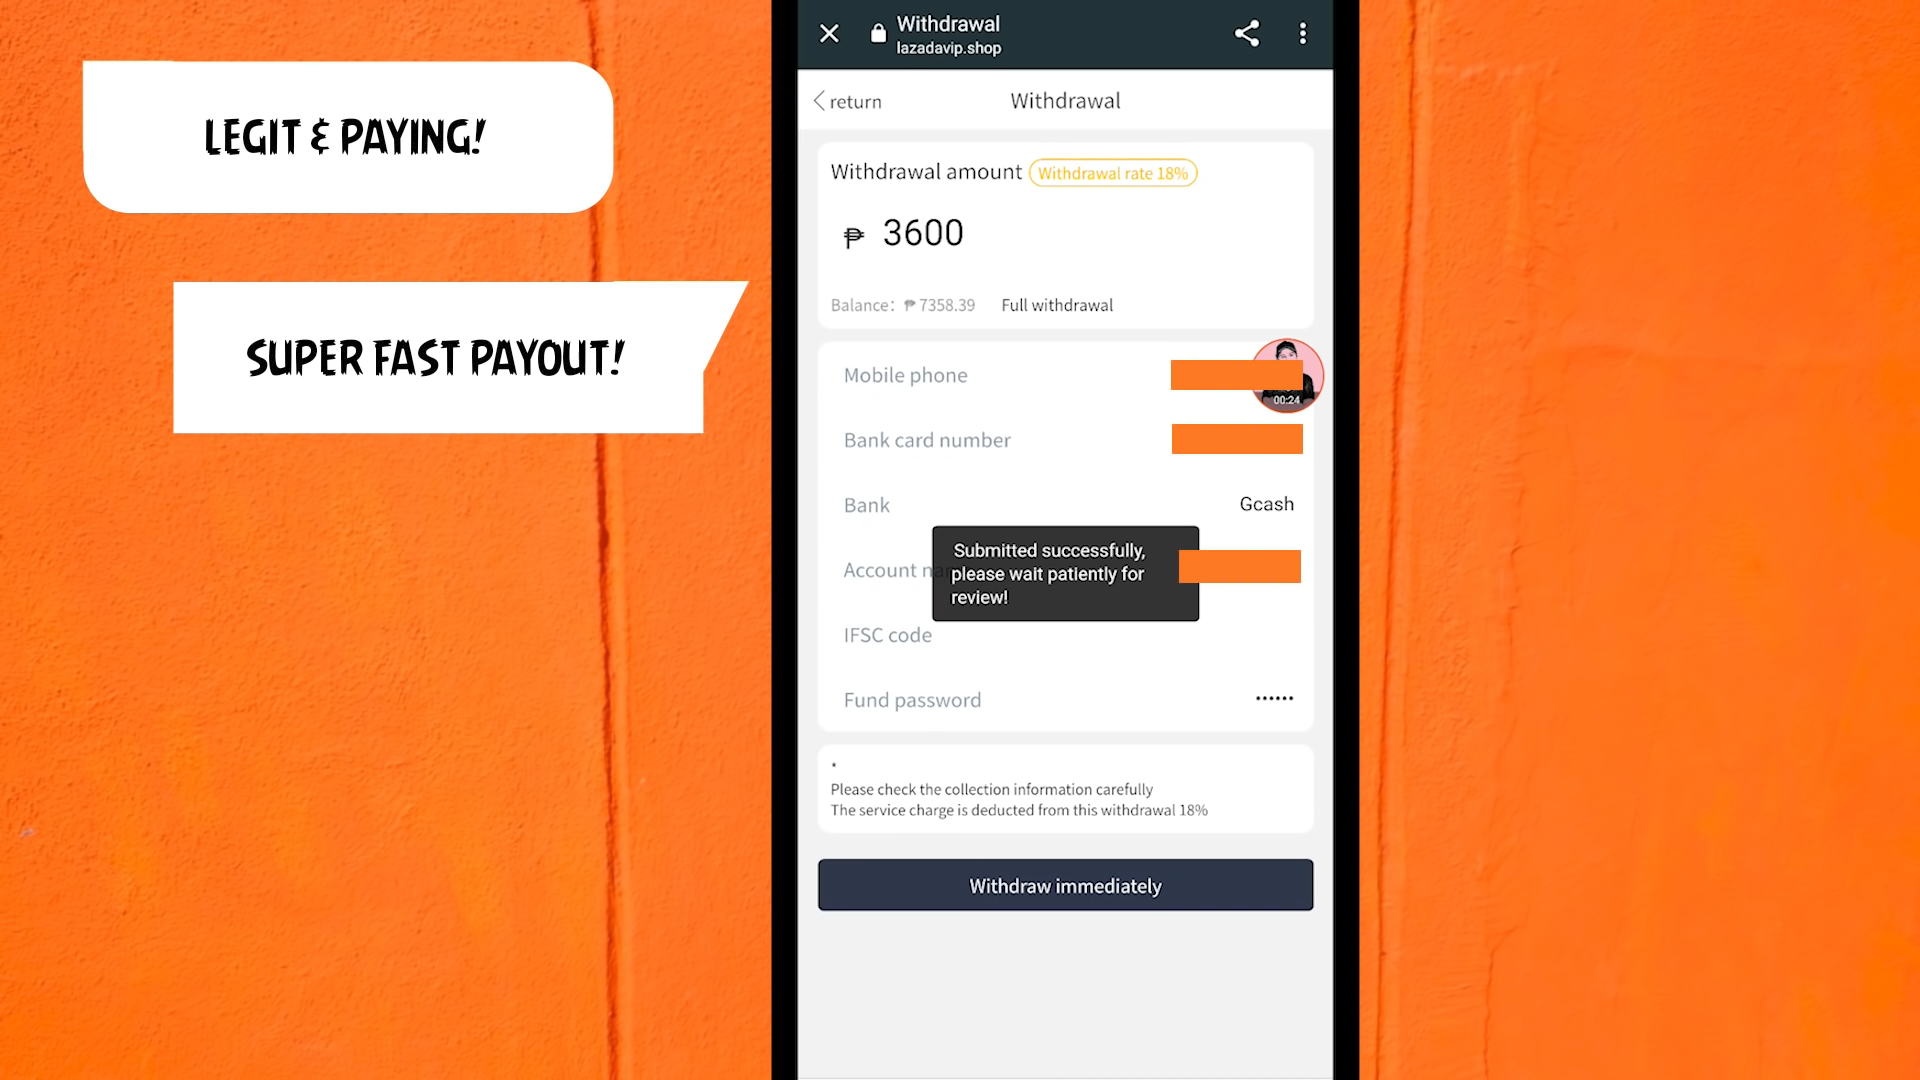 LEGIT & PAYING!
SUPER FAST PAYOUT!
Withdrawal
lazadavip.shop
return
Withdrawal
Withdrawal amount
Withdrawal rate 18%
₱ 3600
Balance: ₱ 7358.39
Full withdrawal
Mobile phone
00:24
Bank card number
Bank
Gcash
Account na
Submitted successfully,
please wait patiently for
review!
IFSC code
Fund password
••••••
*
Please check the collection information carefully
The service charge is deducted from this withdrawal 18%
Withdraw immediately